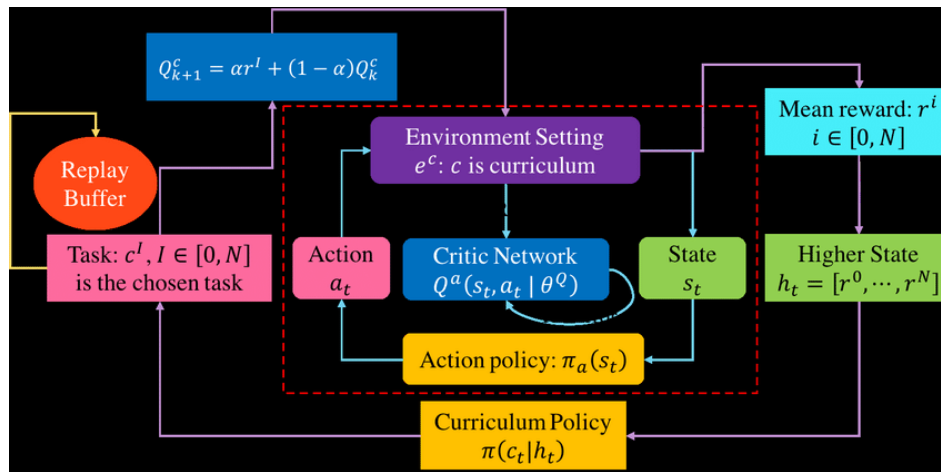 Q^c_{k+1} = αr^I + (1 − α)Q^c_k
Replay
Buffer
Task: c^I, I ∈ [0, N]
is the chosen task
Environment Setting
e^c: c is curriculum
Action
a_t
Critic Network
Q^a(s_t, a_t | θ^Q)
State
s_t
Action policy: π_a(s_t)
Mean reward: r^i
i ∈ [0, N]
Higher State
h_t = [r^0, ⋯, r^N]
Curriculum Policy
π(c_t|h_t)